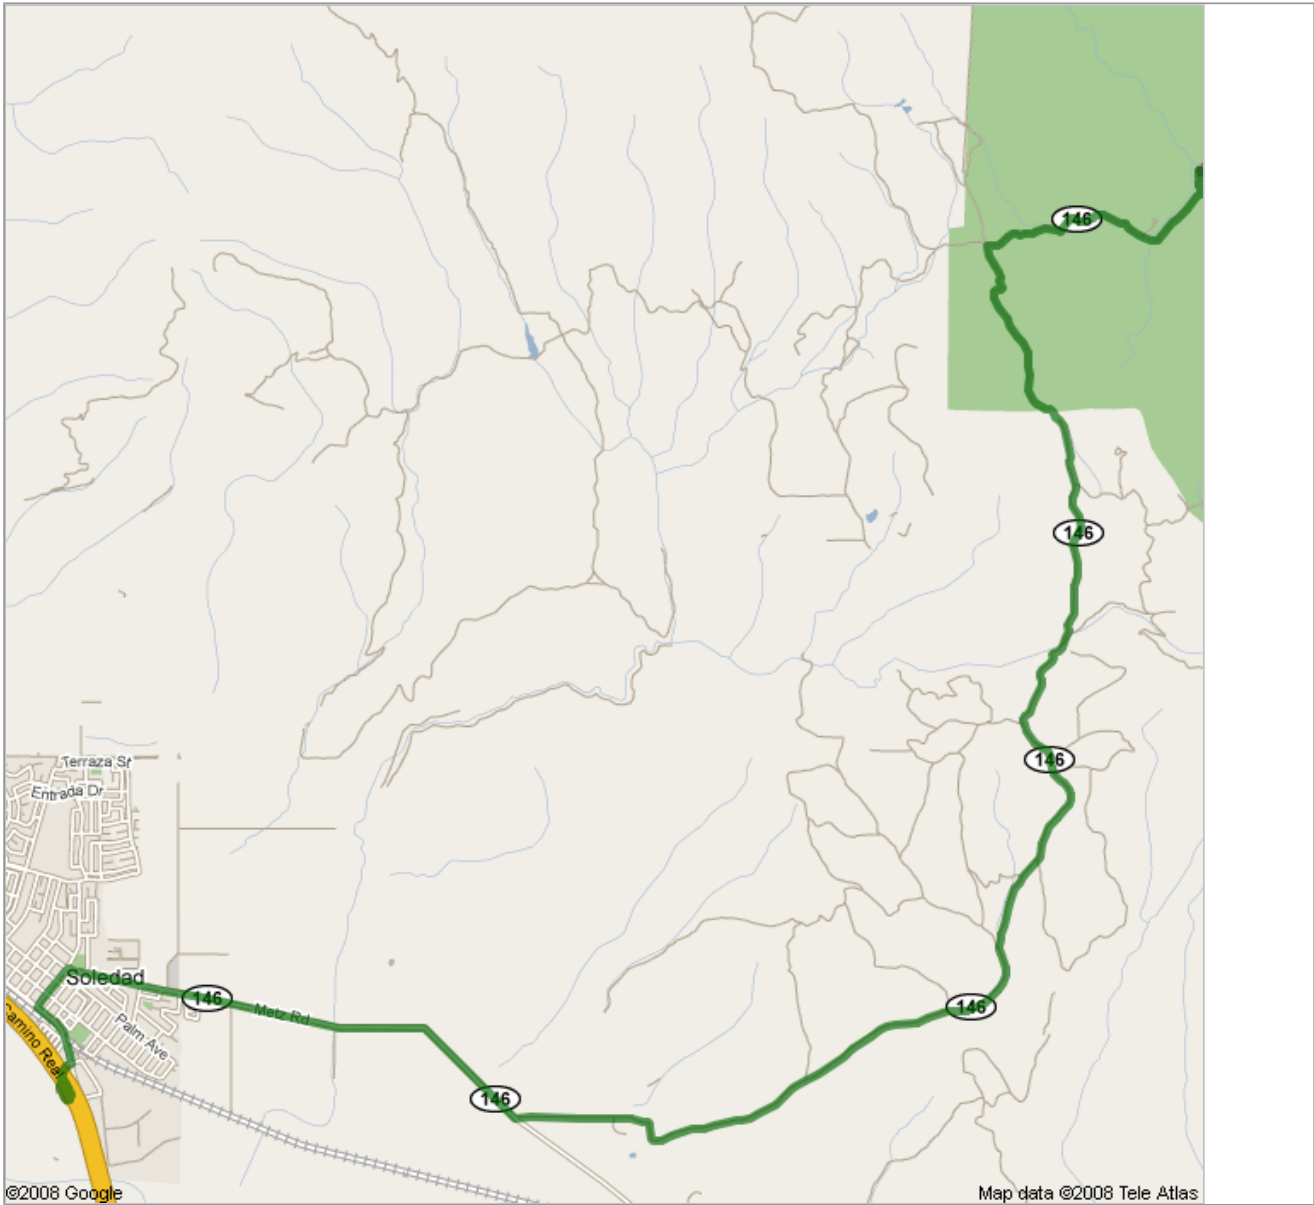 146
146
146
Terraza St
Entrada Dr
Soledad
146
Metz Rd
146
Palm Ave
Camino Real
146
©2008 Google
Map data ©2008 Tele Atlas